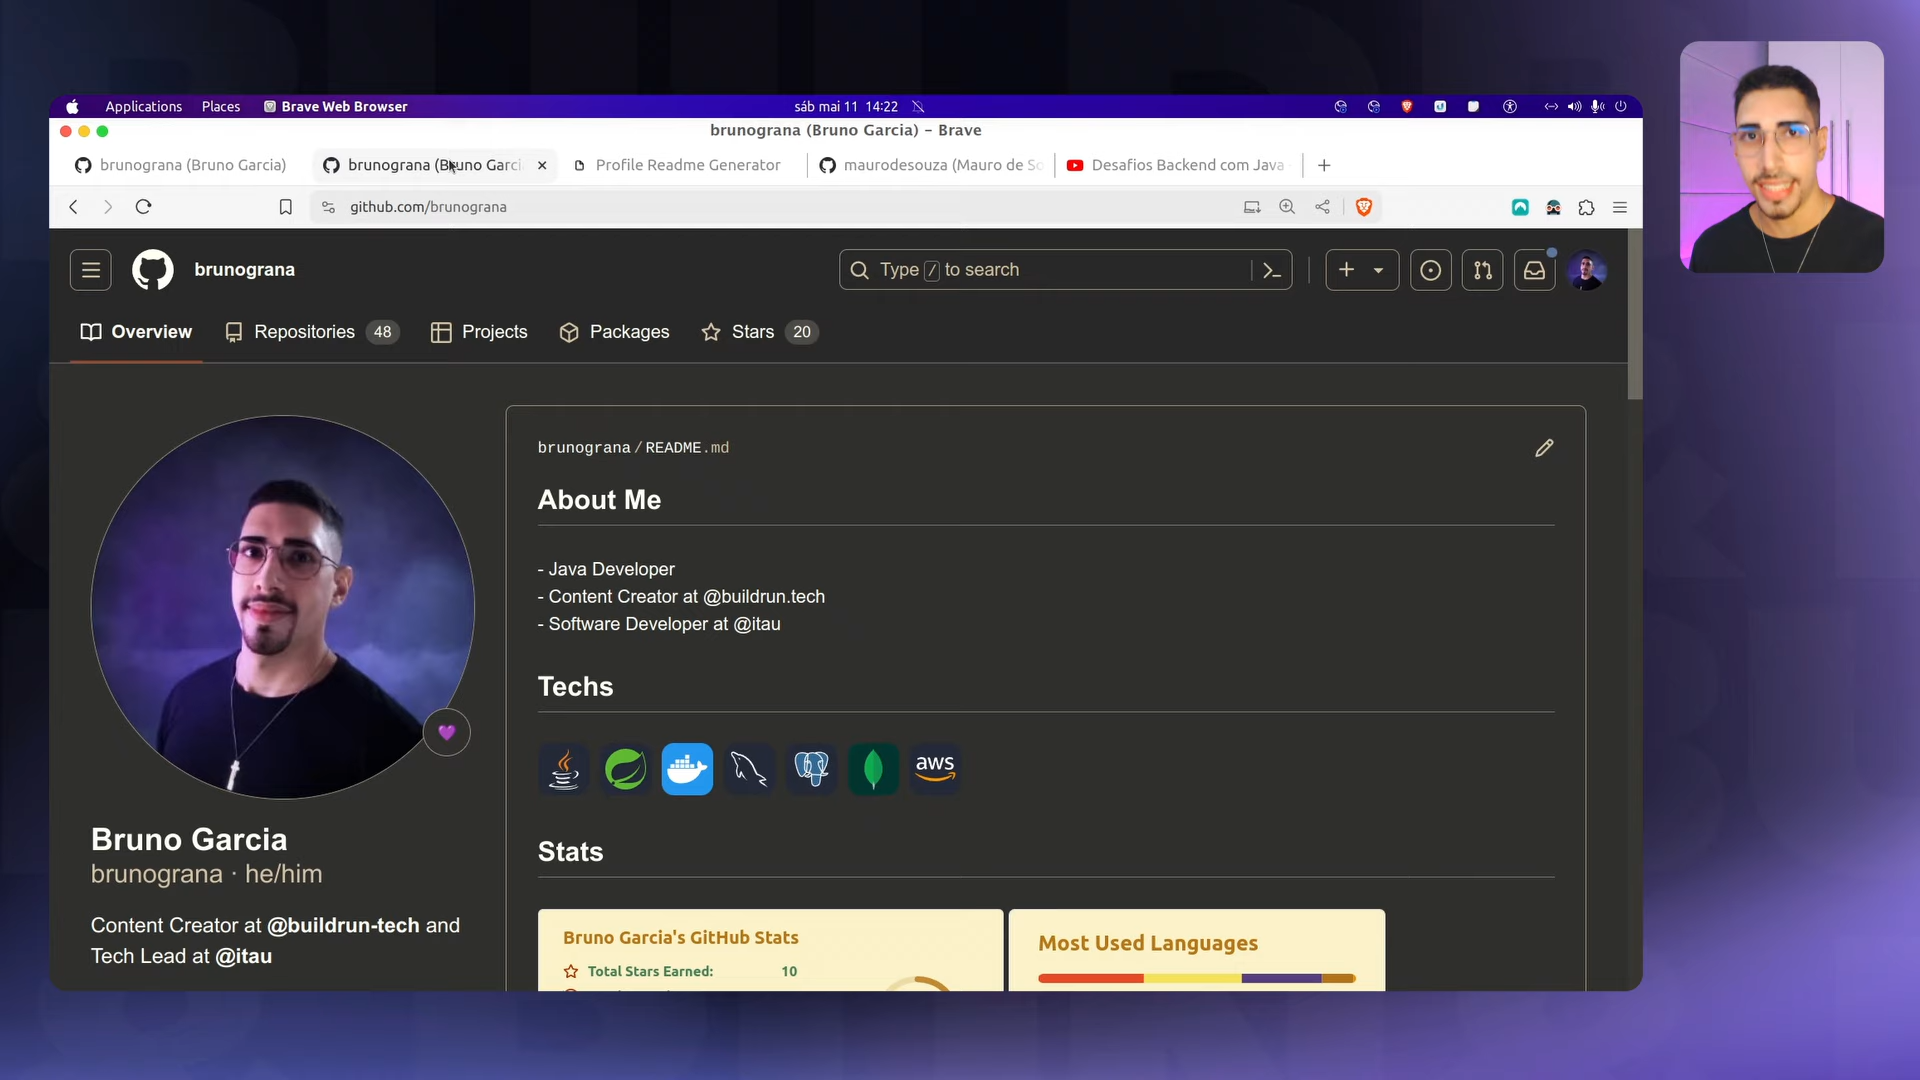 Applications Places Brave Web Browser sáb mai 11 14:22
brunograna (Bruno Garcia) – Brave
brunograna (Bruno Garcia) brunograna (Bruno Garci Profile Readme Generator maurodesouza (Mauro de So Desafios Backend com Java
github.com/brunograna
brunograna Type / to search
Overview Repositories 48 Projects Packages Stars 20
brunograna/README.md
About Me
- Java Developer
- Content Creator at @buildrun.tech
- Software Developer at @itau
Techs
aws
Stats
Bruno Garcia
brunograna · he/him
Content Creator at @buildrun-tech and
Tech Lead at @itau
Bruno Garcia's GitHub Stats
Total Stars Earned: 10
Most Used Languages